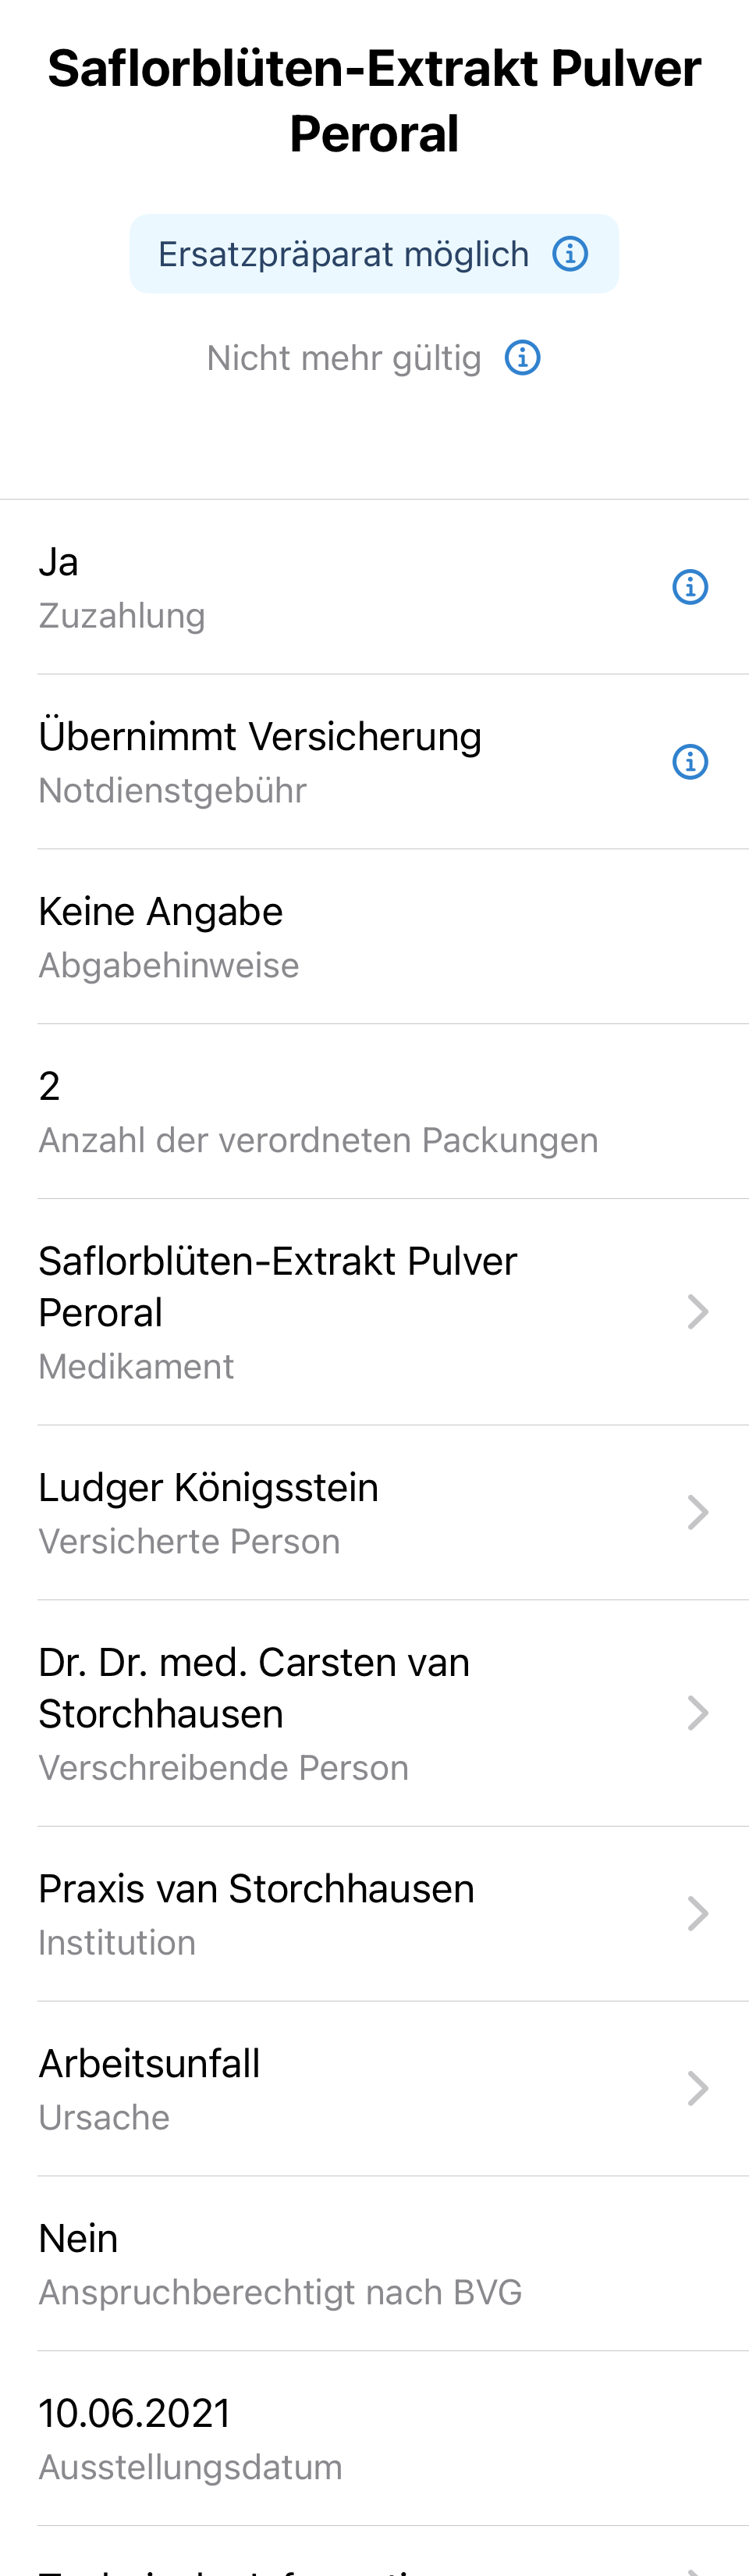 Saflorblüten-Extrakt Pulver
Peroral
Ersatzpräparat möglich
Nicht mehr gültig
Ja
Zuzahlung
Übernimmt Versicherung
Notdienstgebühr
Keine Angabe
Abgabehinweise
2
Anzahl der verordneten Packungen
Saflorblüten-Extrakt Pulver
Peroral
Medikament
Ludger Königsstein
Versicherte Person
Dr. Dr. med. Carsten van
Storchhausen
Verschreibende Person
Praxis van Storchhausen
Institution
Arbeitsunfall
Ursache
Nein
Anspruchberechtigt nach BVG
10.06.2021
Ausstellungsdatum